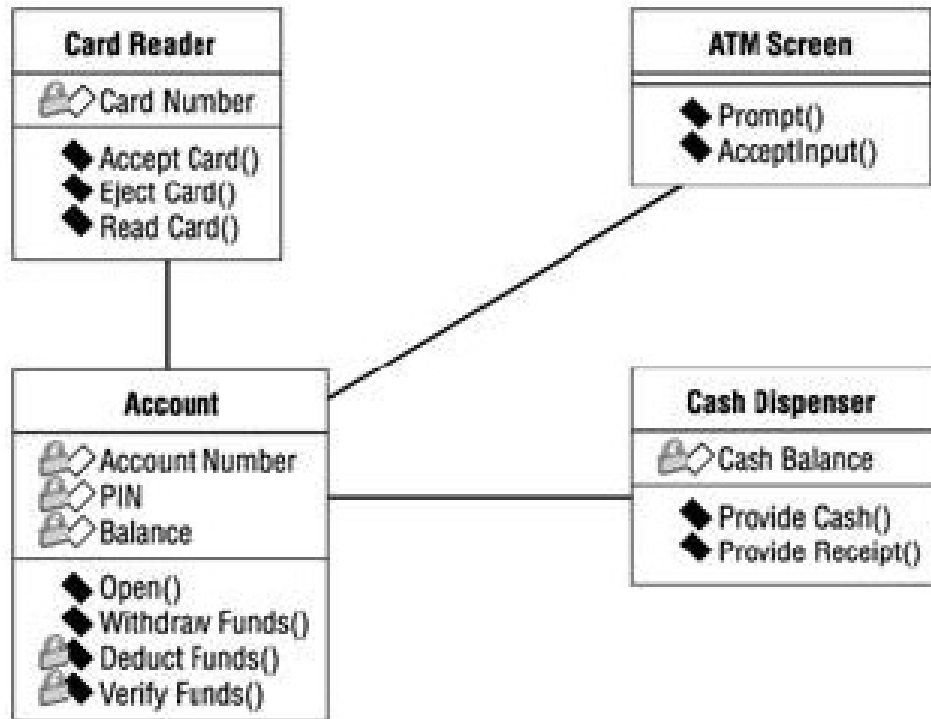 Card Reader
Card Number
Accept Card()
Eject Card()
Read Card()
ATM Screen
Prompt()
AcceptInput()
Account
Account Number
PIN
Balance
Open()
Withdraw Funds()
Deduct Funds()
Verify Funds()
Cash Dispenser
Cash Balance
Provide Cash()
Provide Receipt()